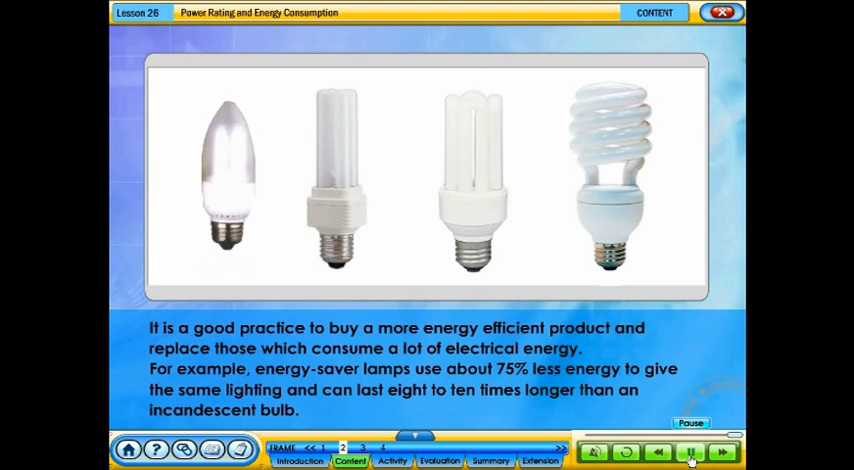 Lesson 26 Power Rating and Energy Consumption CONTENT
It is a good practice to buy a more energy efficient product and
replace those which consume a lot of electrical energy.
For example, energy-saver lamps use about 75% less energy to give
the same lighting and can last eight to ten times longer than an
incandescent bulb.
Pause
FRAME << 1 2 3 4 >>
Introduction Content Activity Evaluation Summary Extension